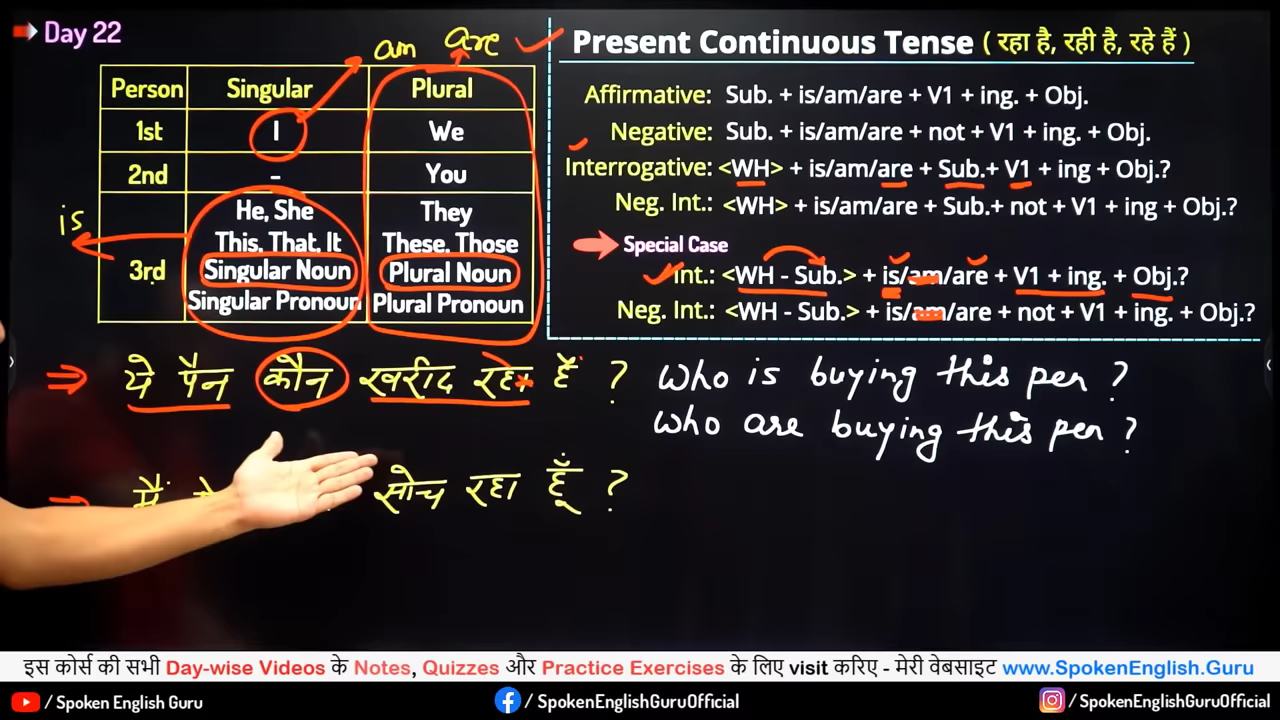 Day 22
am are
Person Singular Plural
1st I We
2nd - You
is
3rd He, She They
This, That, It These, Those
Singular Noun Plural Noun
Singular Pronoun Plural Pronoun
Present Continuous Tense ( रहा है, रही है, रहे हैं )
Affirmative: Sub. + is/am/are + V1 + ing. + Obj.
Negative: Sub. + is/am/are + not + V1 + ing. + Obj.
Interrogative: <WH> + is/am/are + Sub.+ V1 + ing + Obj.?
Neg. Int.: <WH> + is/am/are + Sub.+ not + V1 + ing + Obj.?
Special Case
Int.: <WH - Sub.> + is/am/are + V1 + ing. + Obj.?
Neg. Int.: <WH - Sub.> + is/am/are + not + V1 + ing. + Obj.?
ये पैन कौन खरीद रहे हैं ?
Who is buying this pen ?
Who are buying this pen ?
मैं सोच रहा हूँ ?
इस कोर्स की सभी Day-wise Videos के Notes, Quizzes और Practice Exercises के लिए visit करिए - मेरी वेबसाइट www.SpokenEnglish.Guru
/ Spoken English Guru / SpokenEnglishGuruOfficial / SpokenEnglishGuruOfficial